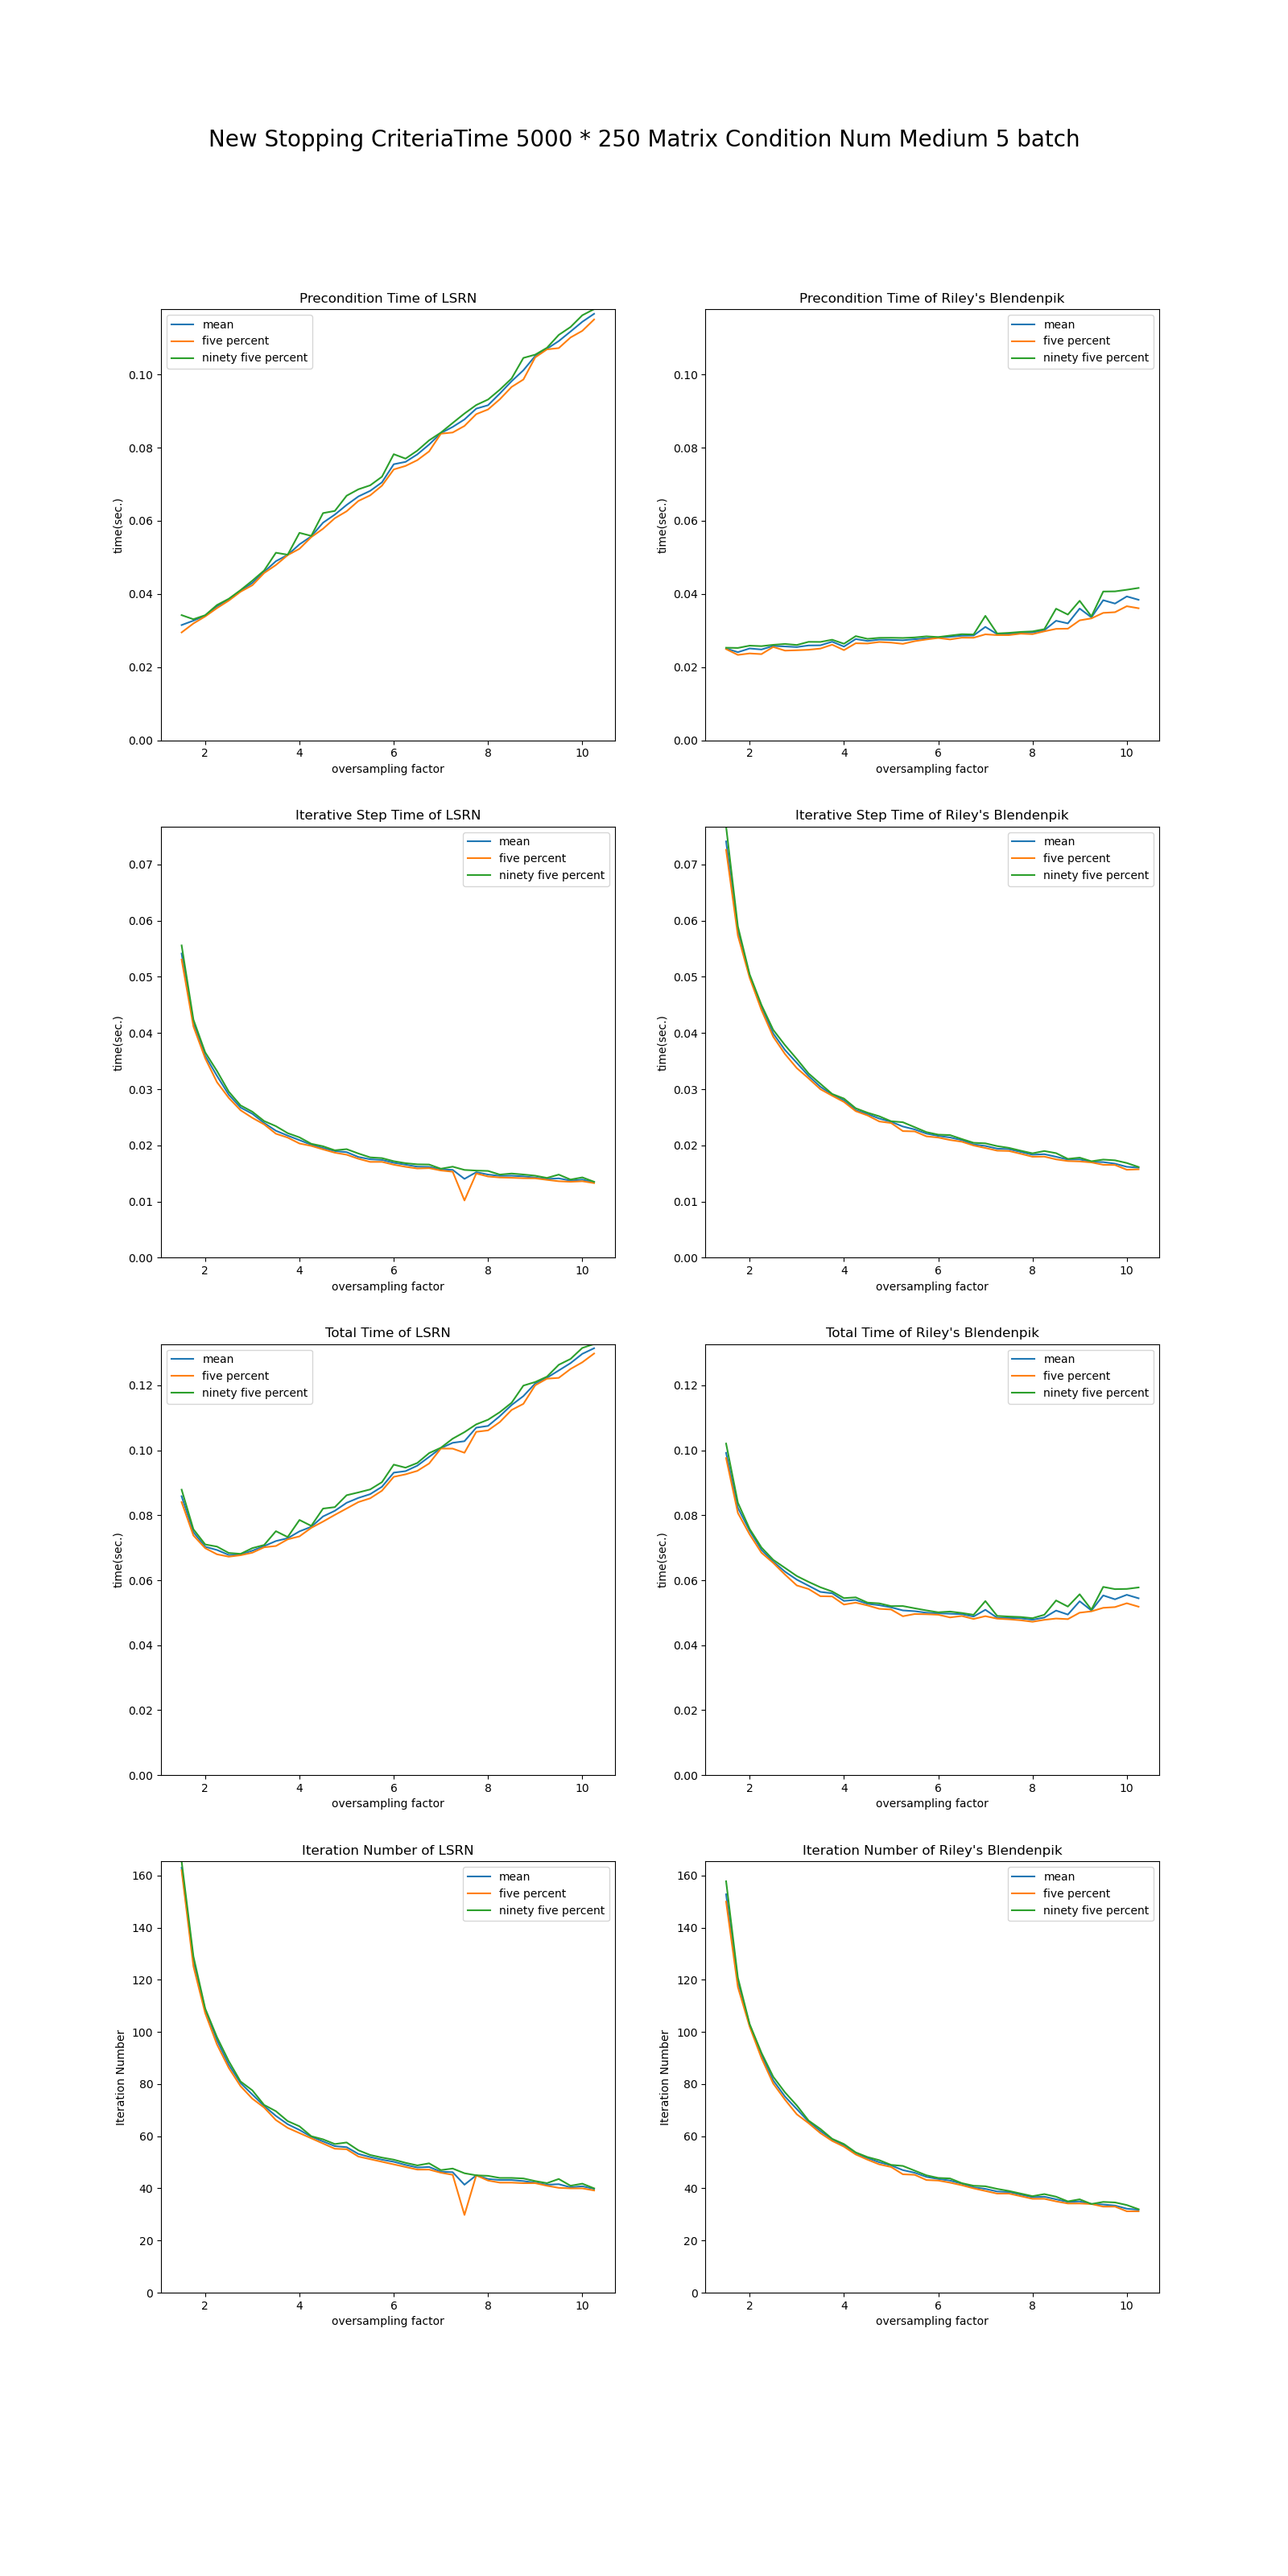 New Stopping CriteriaTime 5000 * 250 Matrix Condition Num Medium 5 batch
Precondition Time of LSRN
mean
five percent
ninety five percent
0.10
0.08
0.06
0.04
0.02
0.00
time(sec.)
2 4 6 8 10
oversampling factor
Precondition Time of Riley's Blendenpik
mean
five percent
ninety five percent
0.10
0.08
0.06
0.04
0.02
0.00
time(sec.)
2 4 6 8 10
oversampling factor
Iterative Step Time of LSRN
mean
five percent
ninety five percent
0.07
0.06
0.05
0.04
0.03
0.02
0.01
0.00
time(sec.)
2 4 6 8 10
oversampling factor
Iterative Step Time of Riley's Blendenpik
mean
five percent
ninety five percent
0.07
0.06
0.05
0.04
0.03
0.02
0.01
0.00
time(sec.)
2 4 6 8 10
oversampling factor
Total Time of LSRN
mean
five percent
ninety five percent
0.12
0.10
0.08
0.06
0.04
0.02
0.00
time(sec.)
2 4 6 8 10
oversampling factor
Total Time of Riley's Blendenpik
mean
five percent
ninety five percent
0.12
0.10
0.08
0.06
0.04
0.02
0.00
time(sec.)
2 4 6 8 10
oversampling factor
Iteration Number of LSRN
mean
five percent
ninety five percent
160
140
120
100
80
60
40
20
0
Iteration Number
2 4 6 8 10
oversampling factor
Iteration Number of Riley's Blendenpik
mean
five percent
ninety five percent
160
140
120
100
80
60
40
20
0
Iteration Number
2 4 6 8 10
oversampling factor